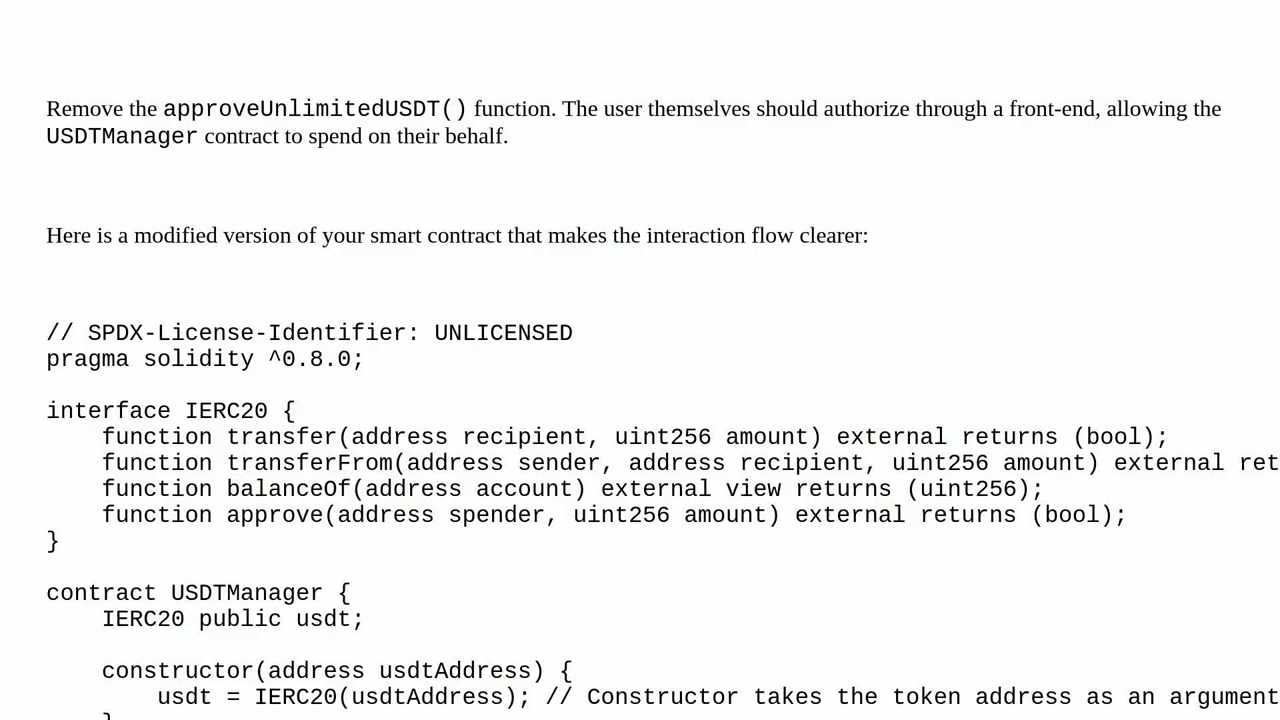 Remove the approveUnlimitedUSDT() function. The user themselves should authorize through a front-end, allowing the
USDTManager contract to spend on their behalf.
Here is a modified version of your smart contract that makes the interaction flow clearer:
// SPDX-License-Identifier: UNLICENSED
pragma solidity ^0.8.0;
interface IERC20 {
    function transfer(address recipient, uint256 amount) external returns (bool);
    function transferFrom(address sender, address recipient, uint256 amount) external ret
    function balanceOf(address account) external view returns (uint256);
    function approve(address spender, uint256 amount) external returns (bool);
}
contract USDTManager {
    IERC20 public usdt;
    constructor(address usdtAddress) {
        usdt = IERC20(usdtAddress); // Constructor takes the token address as an argument
    }